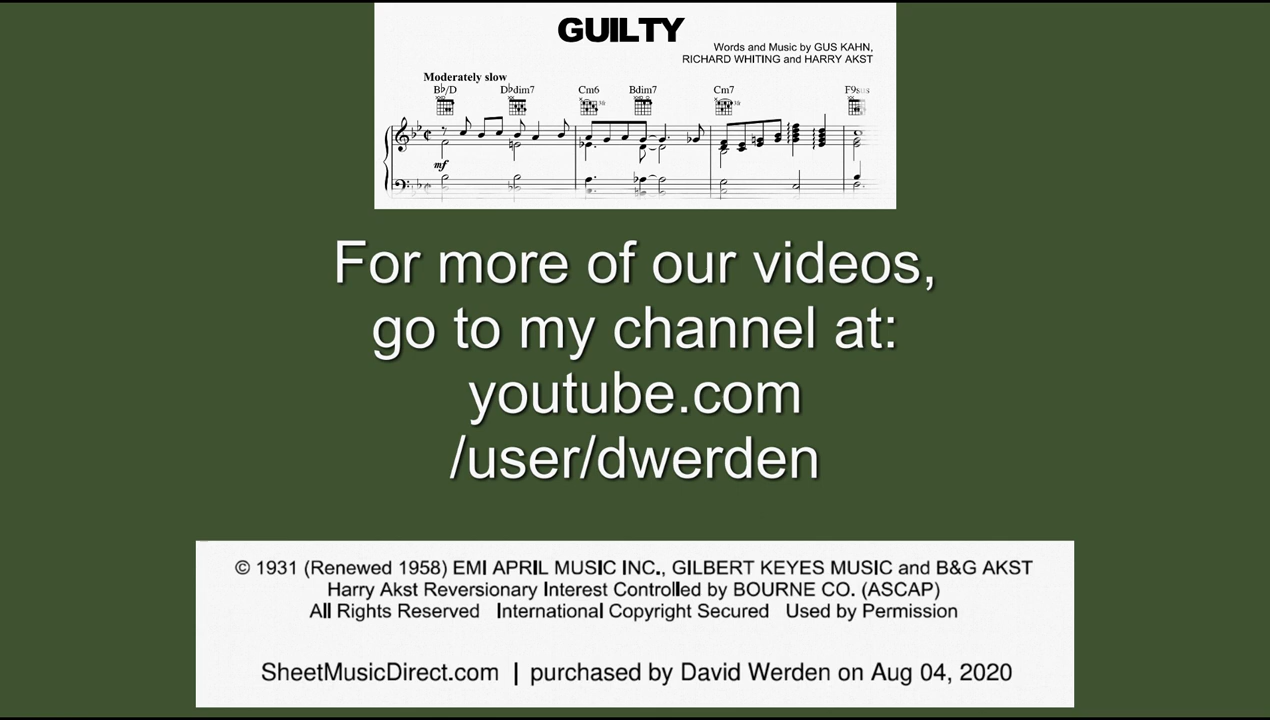 GUILTY
Words and Music by GUS KAHN,
RICHARD WHITING and HARRY AKST
Moderately slow
B♭/D D♭dim7 Cm6 Bdim7 Cm7 F9sus
mf
For more of our videos,
go to my channel at:
youtube.com
/user/dwerden
© 1931 (Renewed 1958) EMI APRIL MUSIC INC., GILBERT KEYES MUSIC and B&G AKST
Harry Akst Reversionary Interest Controlled by BOURNE CO. (ASCAP)
All Rights Reserved International Copyright Secured Used by Permission
SheetMusicDirect.com | purchased by David Werden on Aug 04, 2020